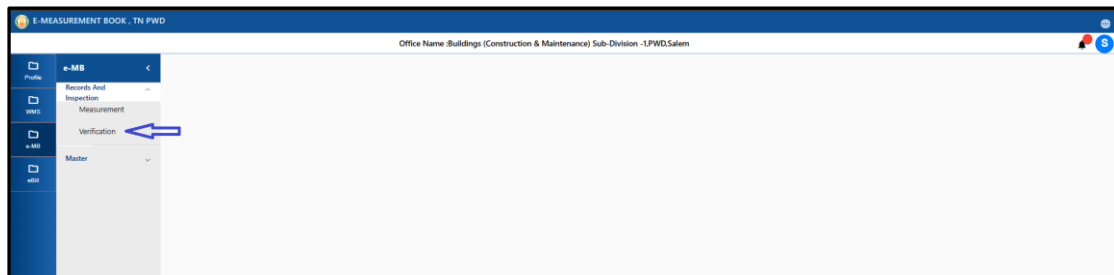 E-MEASUREMENT BOOK , TN PWD
Office Name :Buildings (Construction & Maintenance) Sub-Division -1,PWD,Salem
S
Profile
WMS
e-MB
eBill
e-MB
Records And
Inspection
Measurement
Verification
Master